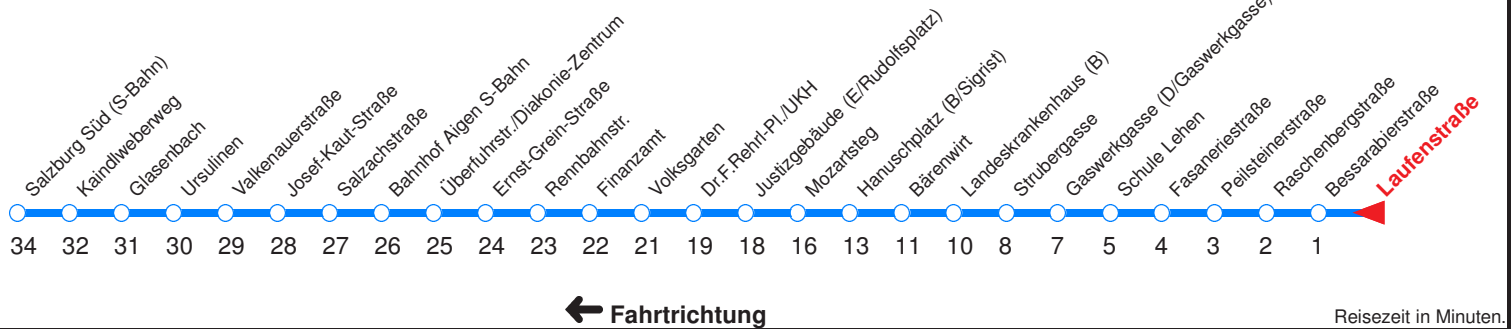 Salzburg Süd (S-Bahn)
Kaindlweberweg
Glasenbach
Ursulinen
Valkenauerstraße
Josef-Kaut-Straße
Salzachstraße
Bahnhof Aigen S-Bahn
Überfuhrstr./Diakonie-Zentrum
Ernst-Grein-Straße
Rennbahnstr.
Finanzamt
Volksgarten
Dr.F.Rehrl-Pl./UKH
Justizgebäude (E/Rudolfsplatz)
Mozartsteg
Hanuschplatz (B/Sigrist)
Bärenwirt
Landeskrankenhaus (B)
Strubergasse
Gaswerkgasse (D/Gaswerkgasse)
Schule Lehen
Fasaneriestraße
Peilsteinerstraße
Raschenbergstraße
Bessarabierstraße
Laufenstraße
34 32 31 30 29 28 27 26 25 24 23 22 21 19 18 16 13 11 10 8 7 5 4 3 2 1
Fahrtrichtung
Reisezeit in Minuten.